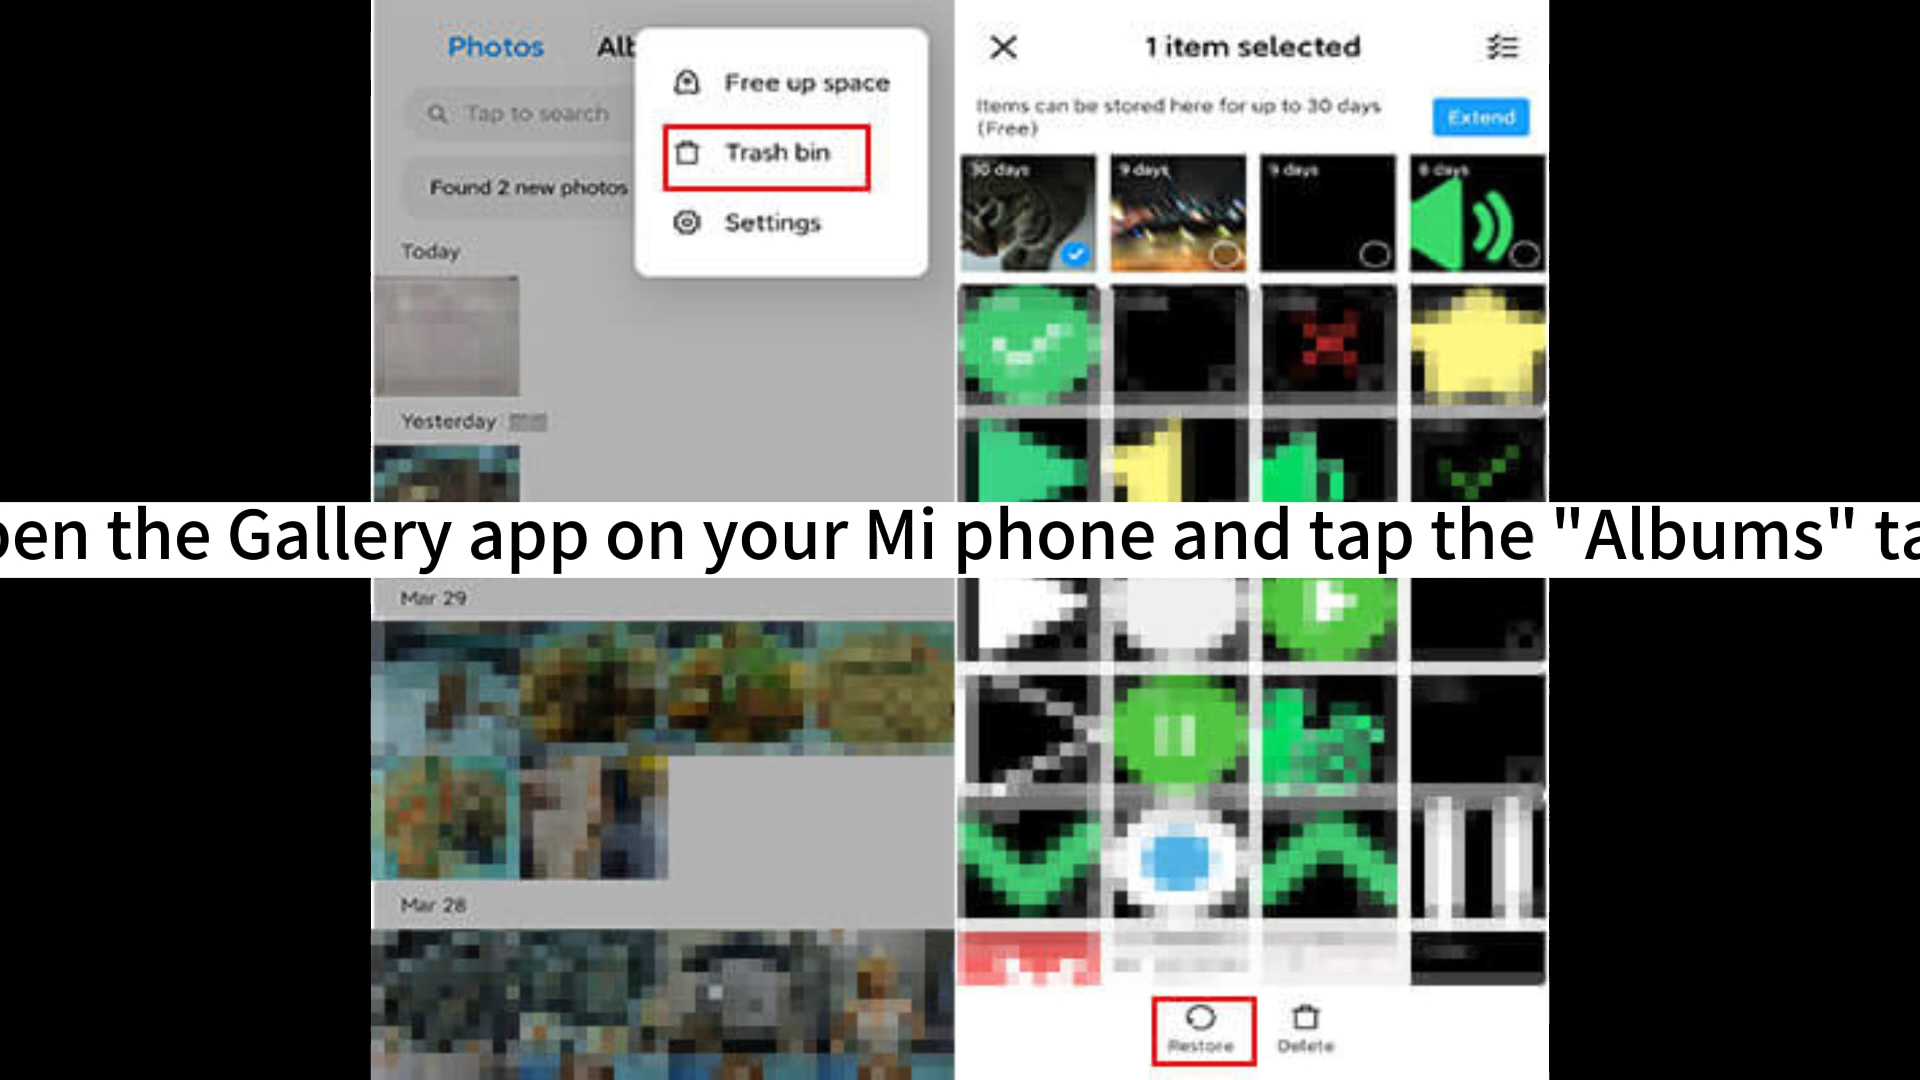 Photos
Free up space
Tap to search
Trash bin
Found 2 new photos
Settings
Today
Yesterday
1 item selected
Items can be stored here for up to 30 days
(Free)
Extend
30 days
9 days
9 days
8 days
pen the Gallery app on your Mi phone and tap the "Albums" ta
Mar 29
Mar 28
Restore
Delete